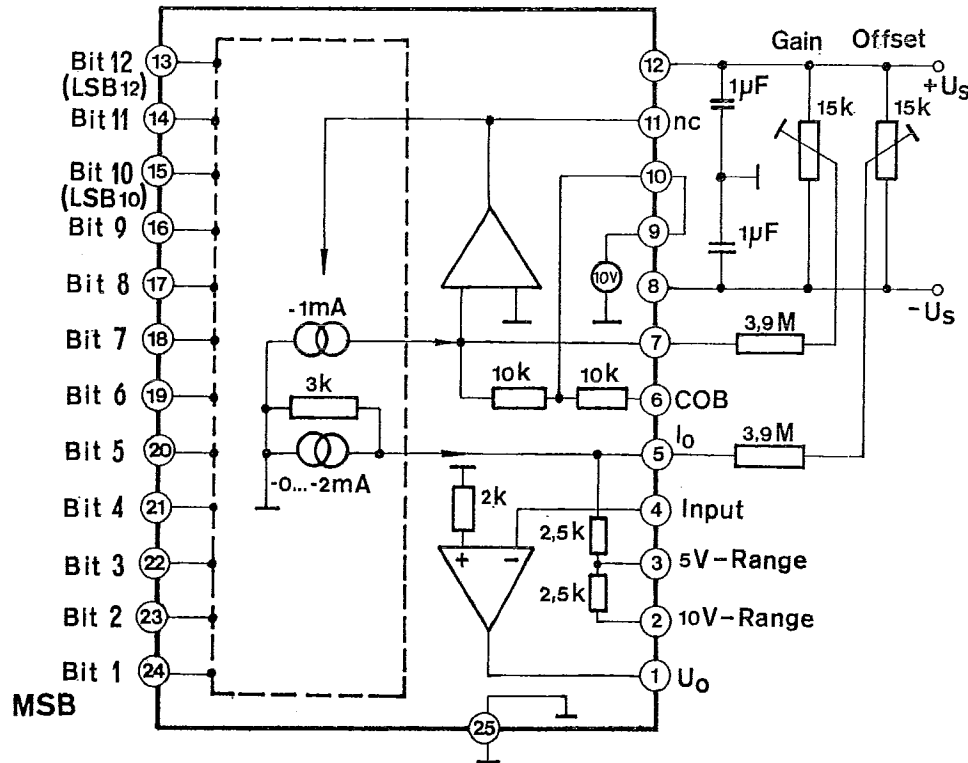 Bit 12
(LSB12)
Bit 11
Bit 10
(LSB10)
Bit 9
Bit 8
Bit 7
Bit 6
Bit 5
Bit 4
Bit 3
Bit 2
Bit 1
MSB
13
14
15
16
17
18
19
20
21
22
23
24
25
-1mA
3k
-0...-2mA
10V
10k
10k
2k
+
-
2,5k
2,5k
12
11
nc
10
9
8
7
6
COB
5
Io
4
Input
3
5V-Range
2
10V-Range
1
Uo
Gain
Offset
+Us
1µF
15k
15k
1µF
-Us
3,9M
3,9M